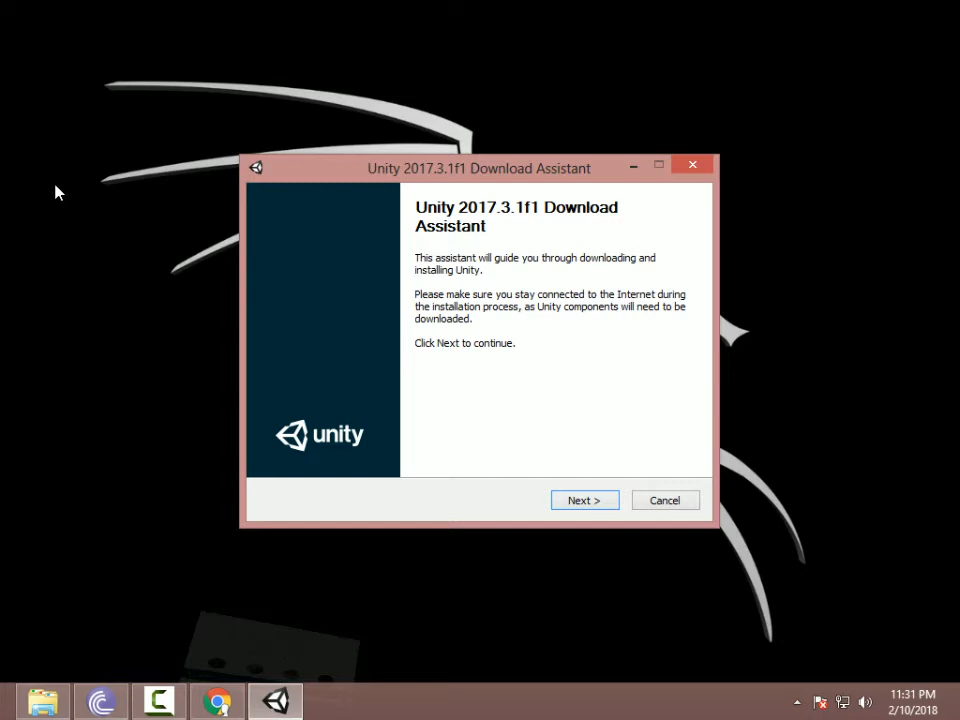 Unity 2017.3.1f1 Download Assistant
Unity 2017.3.1f1 Download
Assistant
This assistant will guide you through downloading and
installing Unity.
Please make sure you stay connected to the Internet during
the installation process, as Unity components will need to be
downloaded.
Click Next to continue.
unity
Next >
Cancel
11:31 PM
2/10/2018